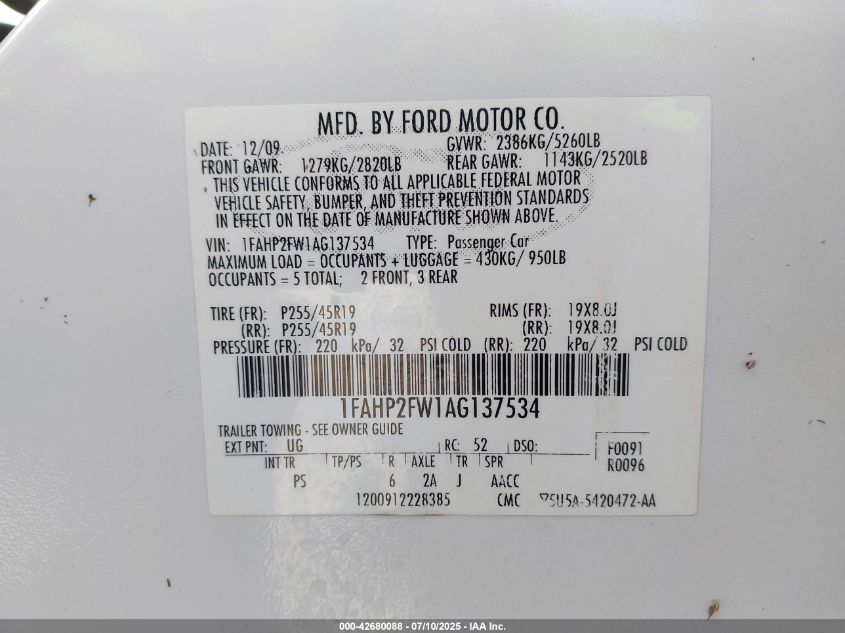 MFD. BY FORD MOTOR CO.
DATE: 12/09. GVWR: 2386KG/5260LB
FRONT GAWR: 1279KG/2820LB REAR GAWR: 1143KG/2520LB
THIS VEHICLE CONFORMS TO ALL APPLICABLE FEDERAL MOTOR
VEHICLE SAFETY, BUMPER, AND THEFT PREVENTION STANDARDS
IN EFFECT ON THE DATE OF MANUFACTURE SHOWN ABOVE.
VIN: 1FAHP2FW1AG137534 TYPE: Passenger Car
MAXIMUM LOAD = OCCUPANTS + LUGGAGE = 430KG/ 950LB
OCCUPANTS = 5 TOTAL; 2 FRONT, 3 REAR
TIRE (FR): P255/45R19 RIMS (FR): 19X8.0J
(RR): P255/45R19 (RR): 19X8.0J
PRESSURE (FR): 220 kPa/ 32 PSI COLD (RR): 220 kPa/ 32 PSI COLD
1FAHP2FW1AG137534
TRAILER TOWING - SEE OWNER GUIDE
EXT PNT: UG RC: 52 DSO: F0091
INT TR TP/PS R AXLE TR SPR R0096
PS 6 2A J AACC
1200912228385 CMC 5U5A-5420472-AA
000-42680088 - 07/10/2025 - IAA Inc.